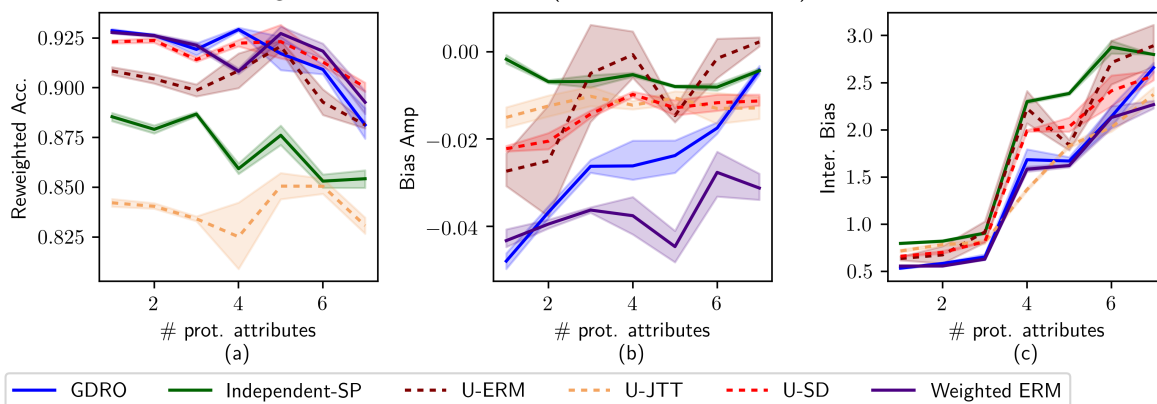 Reweighted Acc.
0.925
0.900
0.875
0.850
0.825
2 4 6
# prot. attributes
(a)
Bias Amp
0.00
−0.02
−0.04
2 4 6
# prot. attributes
(b)
Inter. Bias
3.0
2.5
2.0
1.5
1.0
0.5
2 4 6
# prot. attributes
(c)
GDRO Independent-SP U-ERM U-JTT U-SD Weighted ERM